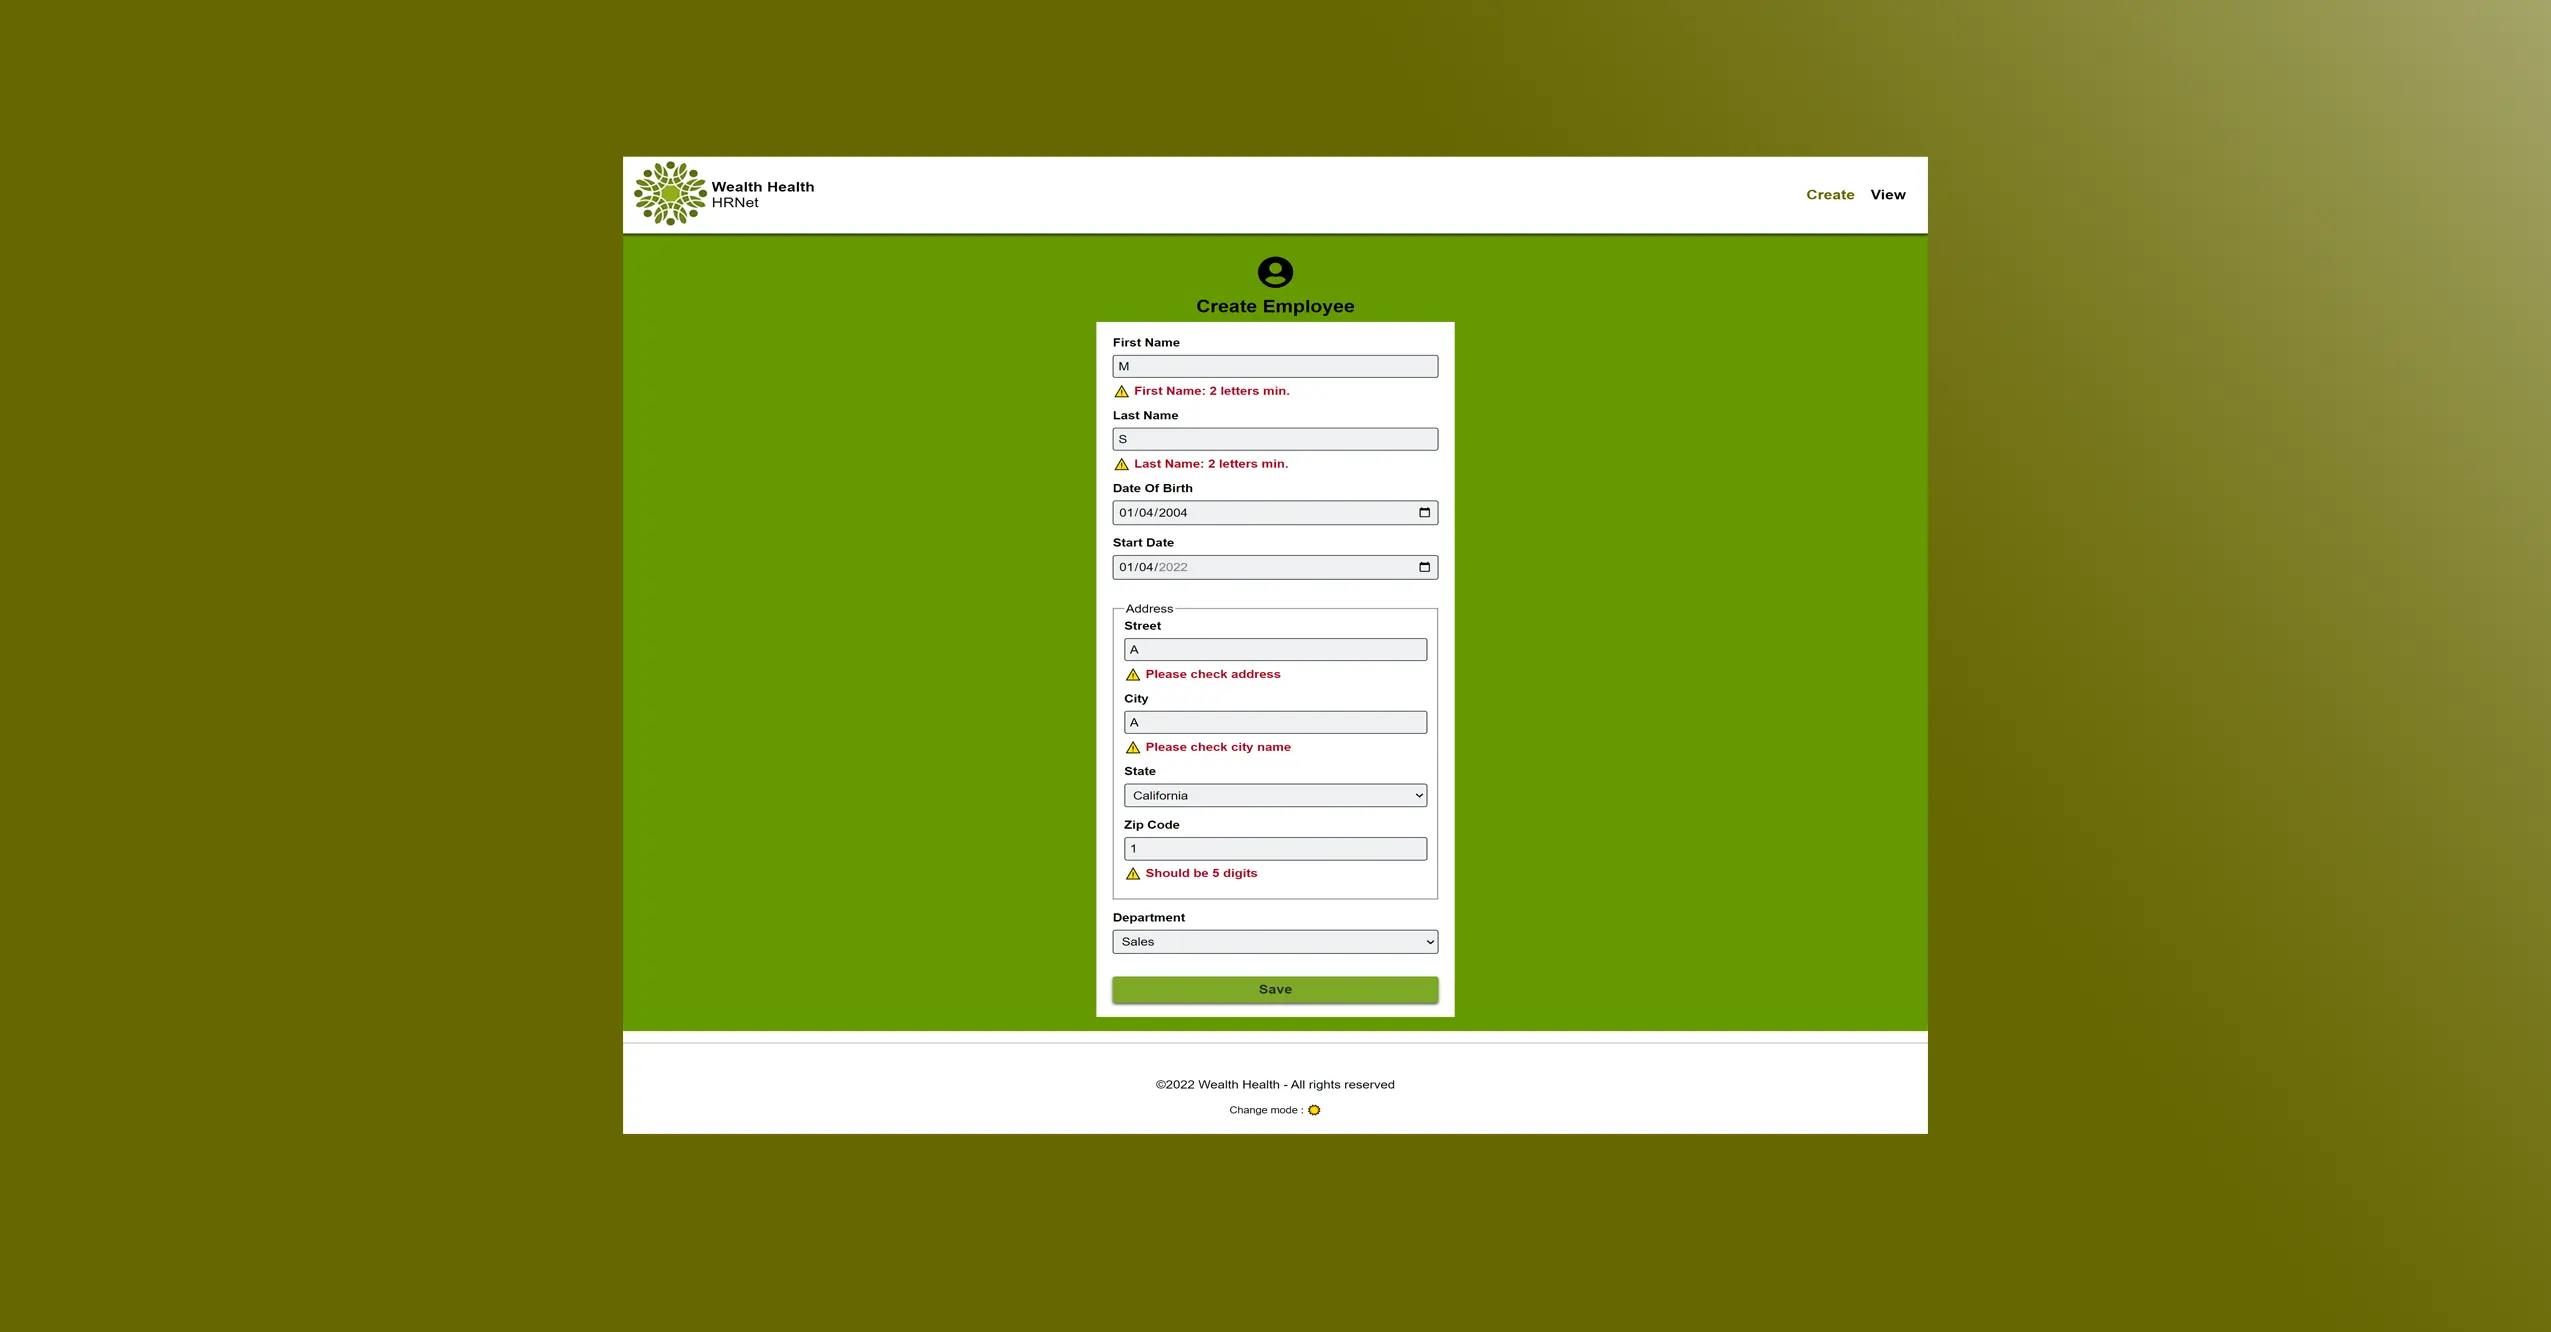 Wealth Health
HRNet
Create View
Create Employee
First Name
M
First Name: 2 letters min.
Last Name
S
Last Name: 2 letters min.
Date Of Birth
01/04/2004
Start Date
01/04/2022
Address
Street
A
Please check address
City
A
Please check city name
State
California
Zip Code
1
Should be 5 digits
Department
Sales
Save
©2022 Wealth Health - All rights reserved
Change mode :